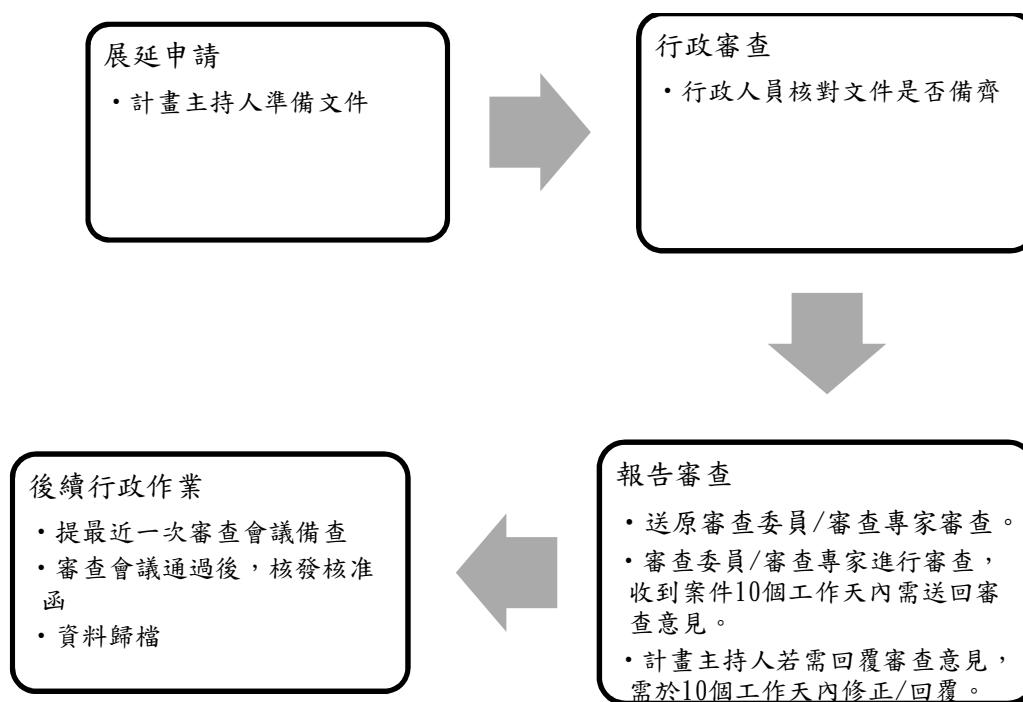 展延申請
・計畫主持人準備文件
行政審查
・行政人員核對文件是否備齊
報告審查
・送原審查委員/審查專家審查。
・審查委員/審查專家進行審查，
收到案件10個工作天內需送回審
查意見。
・計畫主持人若需回覆審查意見，
需於10個工作天內修正/回覆。
後續行政作業
・提最近一次審查會議備查
・審查會議通過後，核發核准
函
・資料歸檔